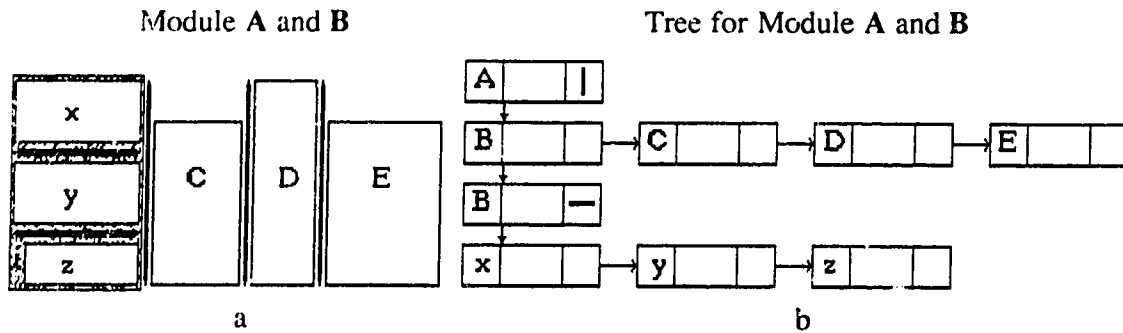 Module A and B
Tree for Module A and B
x
y
z
C
D
E
a
A |
B
C
D
E
B —
x
y
z
b